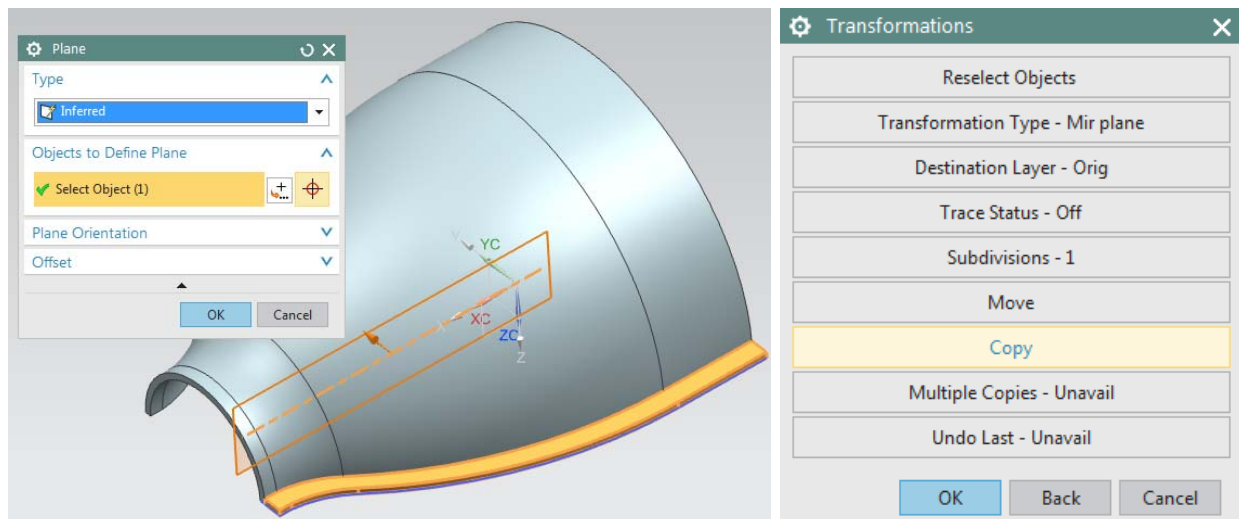 Plane
Type
Inferred
Objects to Define Plane
Select Object (1)
Plane Orientation
Offset
OK
Cancel
Y
YC
X
XC
ZC
Z
Transformations
Reselect Objects
Transformation Type - Mir plane
Destination Layer - Orig
Trace Status - Off
Subdivisions - 1
Move
Copy
Multiple Copies - Unavail
Undo Last - Unavail
OK
Back
Cancel